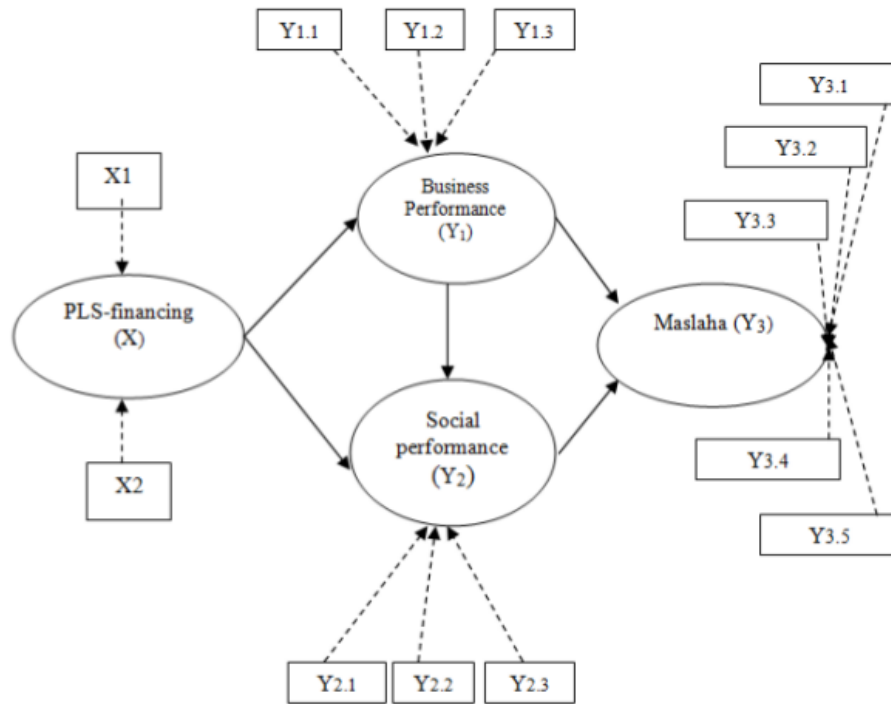 Y1.1
Y1.2
Y1.3
Y3.1
Y3.2
Y3.3
X1
Business
Performance
(Y₁)
PLS-financing
(X)
Maslaha (Y₃)
Social
performance
(Y₂)
X2
Y3.4
Y3.5
Y2.1
Y2.2
Y2.3